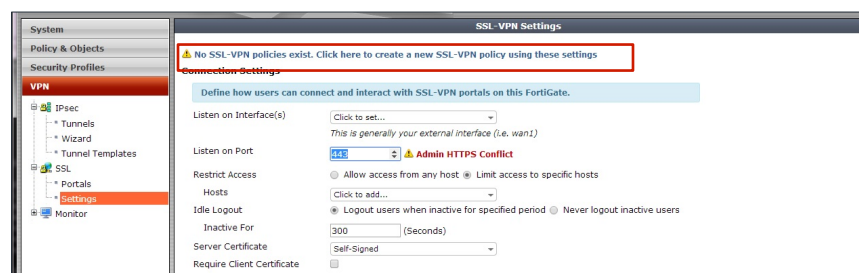 SSL-VPN Settings
System
Policy & Objects
Security Profiles
VPN
IPsec
Tunnels
Wizard
Tunnel Templates
SSL
Portals
Settings
Monitor
No SSL-VPN policies exist. Click here to create a new SSL-VPN policy using these settings
Connection Settings
Define how users can connect and interact with SSL-VPN portals on this FortiGate.
Listen on Interface(s) Click to set...
This is generally your external interface (i.e. wan1)
Listen on Port 443 Admin HTTPS Conflict
Restrict Access Allow access from any host Limit access to specific hosts
Hosts Click to add...
Idle Logout Logout users when inactive for specified period Never logout inactive users
Inactive For 300 (Seconds)
Server Certificate Self-Signed
Require Client Certificate